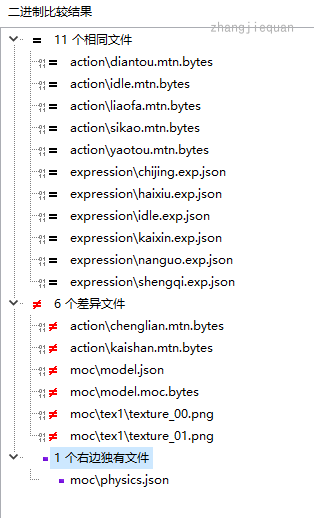 二进制比较结果
zhangjiequan
= 11 个相同文件
= action\diantou.mtn.bytes
= action\idle.mtn.bytes
= action\liaofa.mtn.bytes
= action\sikao.mtn.bytes
= action\yaotou.mtn.bytes
= expression\chijing.exp.json
= expression\haixiu.exp.json
= expression\idle.exp.json
= expression\kaixin.exp.json
= expression\nanguo.exp.json
= expression\shengqi.exp.json
≠ 6 个差异文件
≠ action\chenglian.mtn.bytes
≠ action\kaishan.mtn.bytes
≠ moc\model.json
≠ moc\model.moc.bytes
≠ moc\tex1\texture_00.png
≠ moc\tex1\texture_01.png
1 个右边独有文件
moc\physics.json